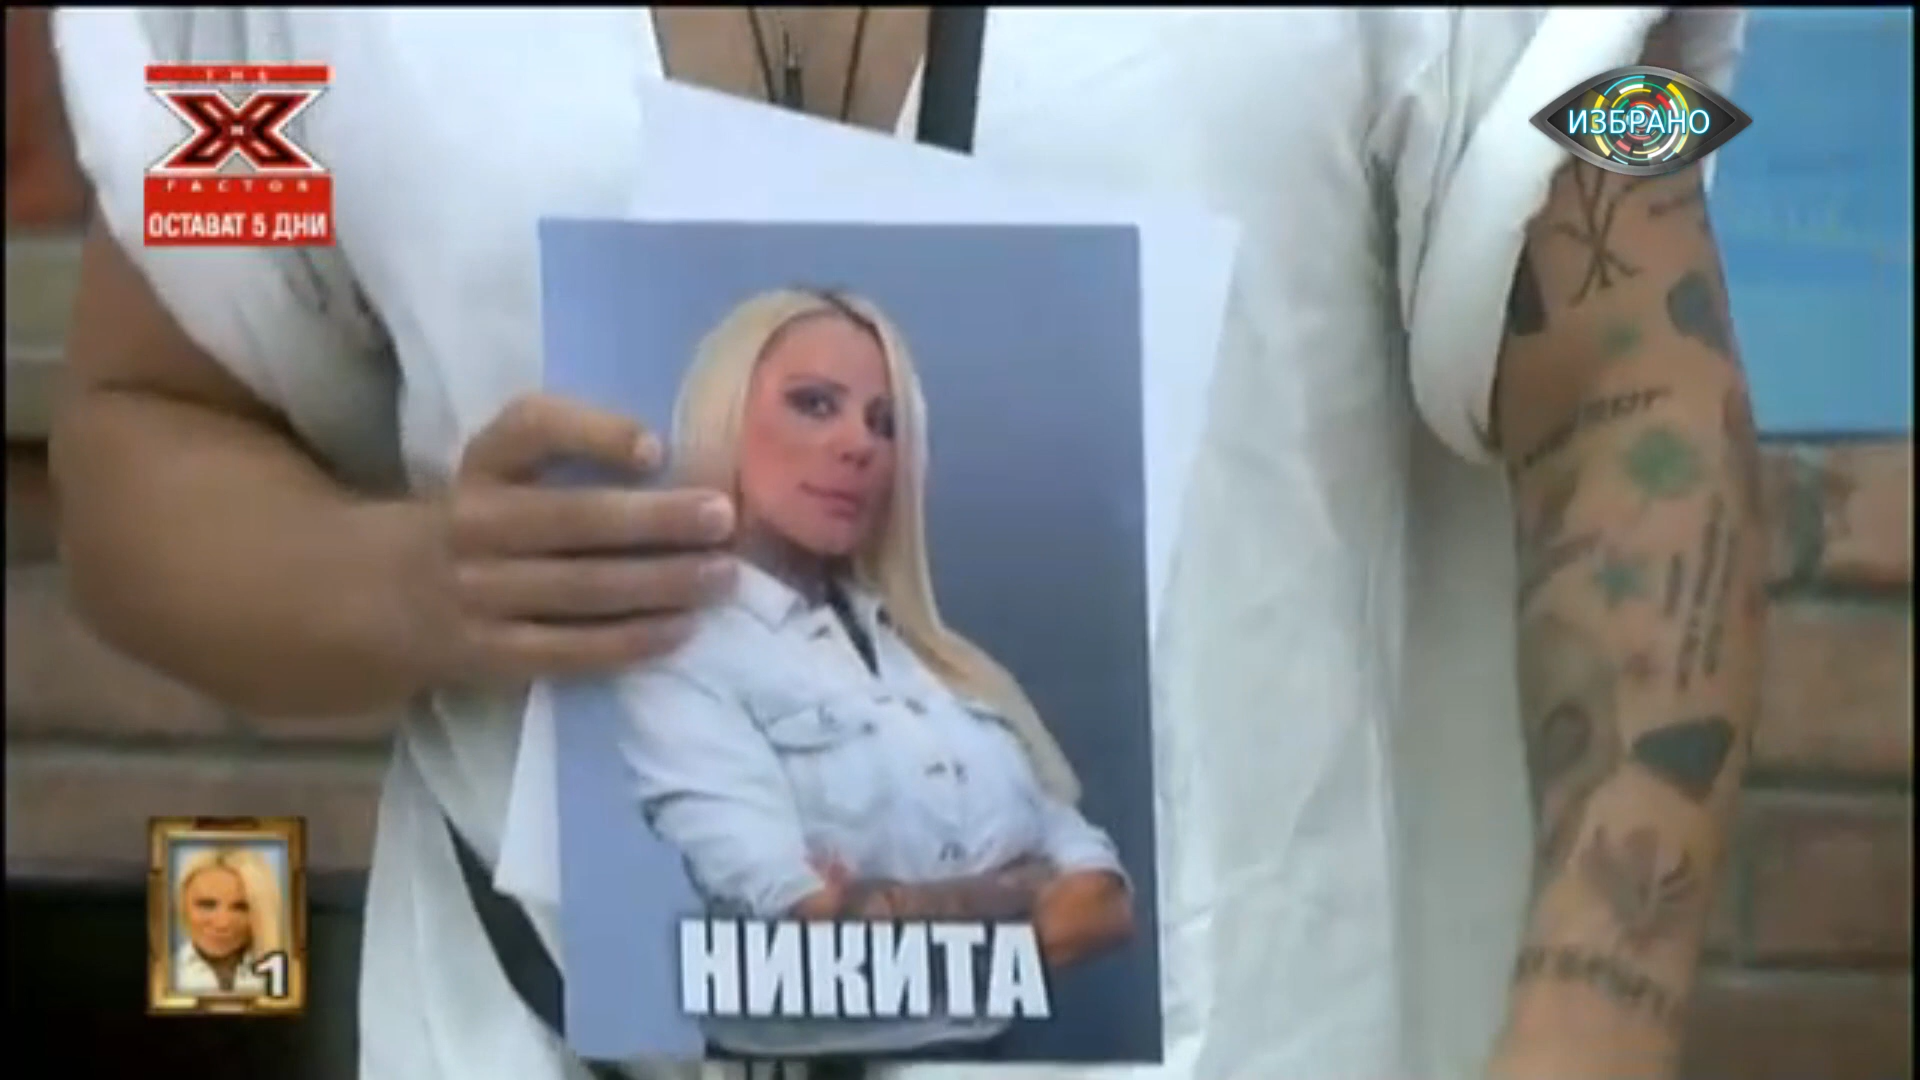 THE
X
FACTOR
ОСТАВАТ 5 ДНИ
ИЗБРАНО
НИКИТА
1